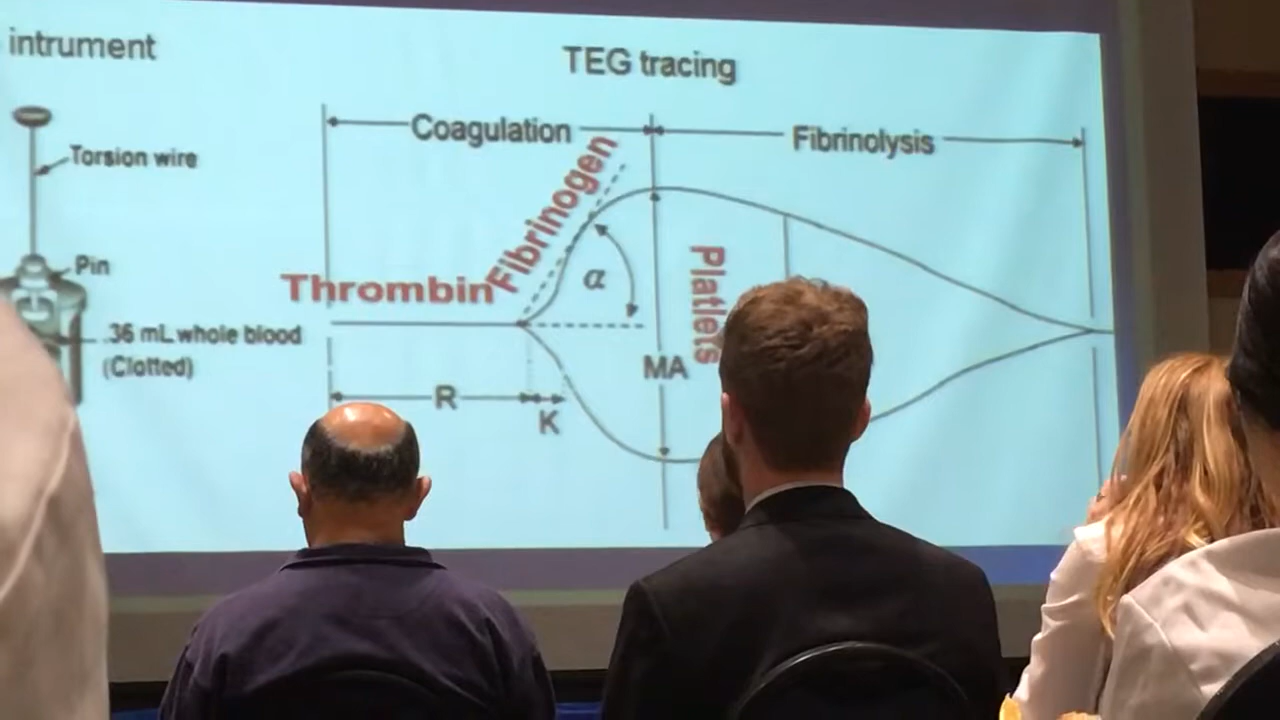 intrument
TEG tracing
Coagulation
Fibrinolysis
Torsion wire
Fibrinogen
Pin
Thrombin
α
Platlets
36 mL whole blood
(Clotted)
MA
R
K